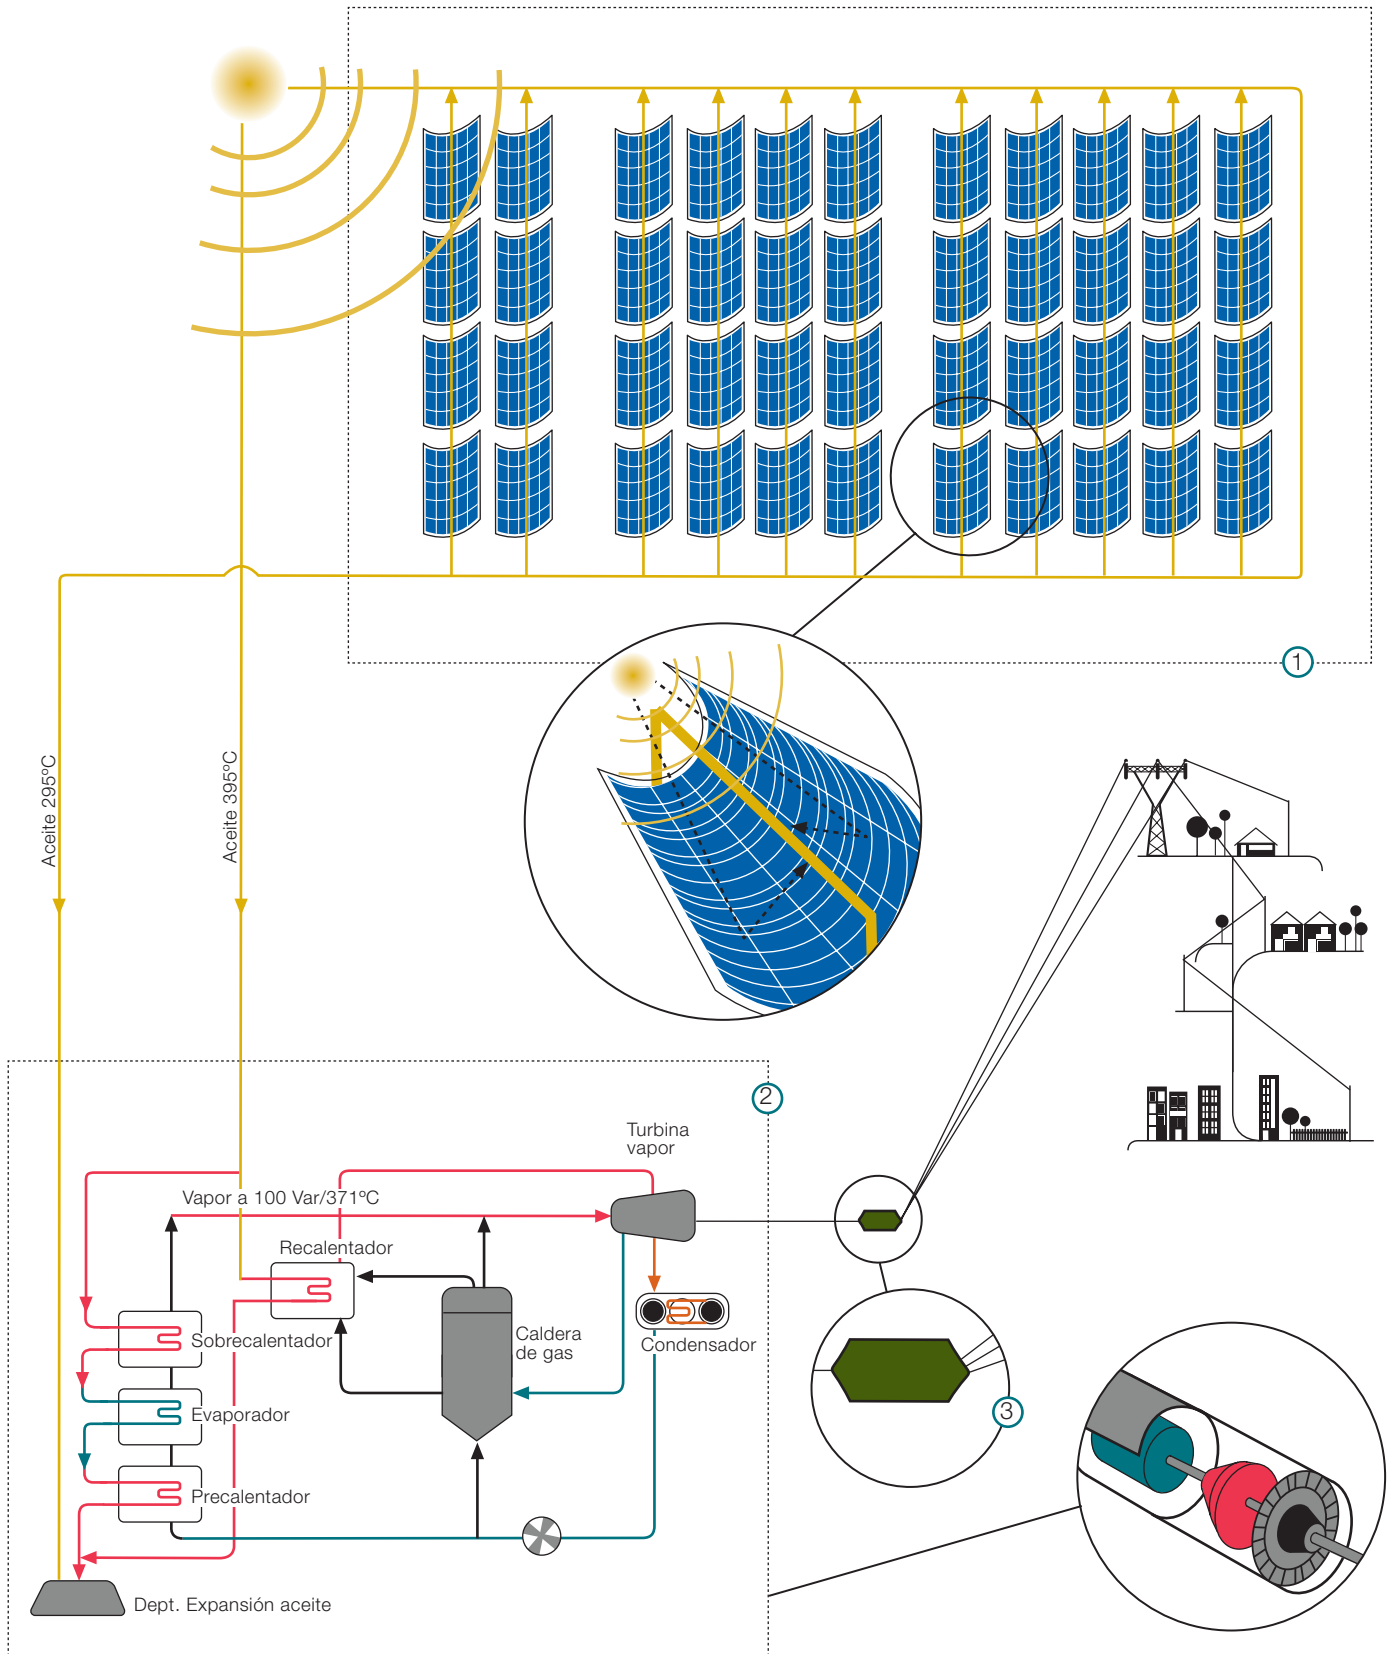 1
Aceite 295ºC
Aceite 395ºC
2
Turbina
vapor
Vapor a 100 Var/371ºC
Recalentador
Sobrecalentador
Caldera
de gas
Condensador
Evaporador
3
Precalentador
Dept. Expansión aceite